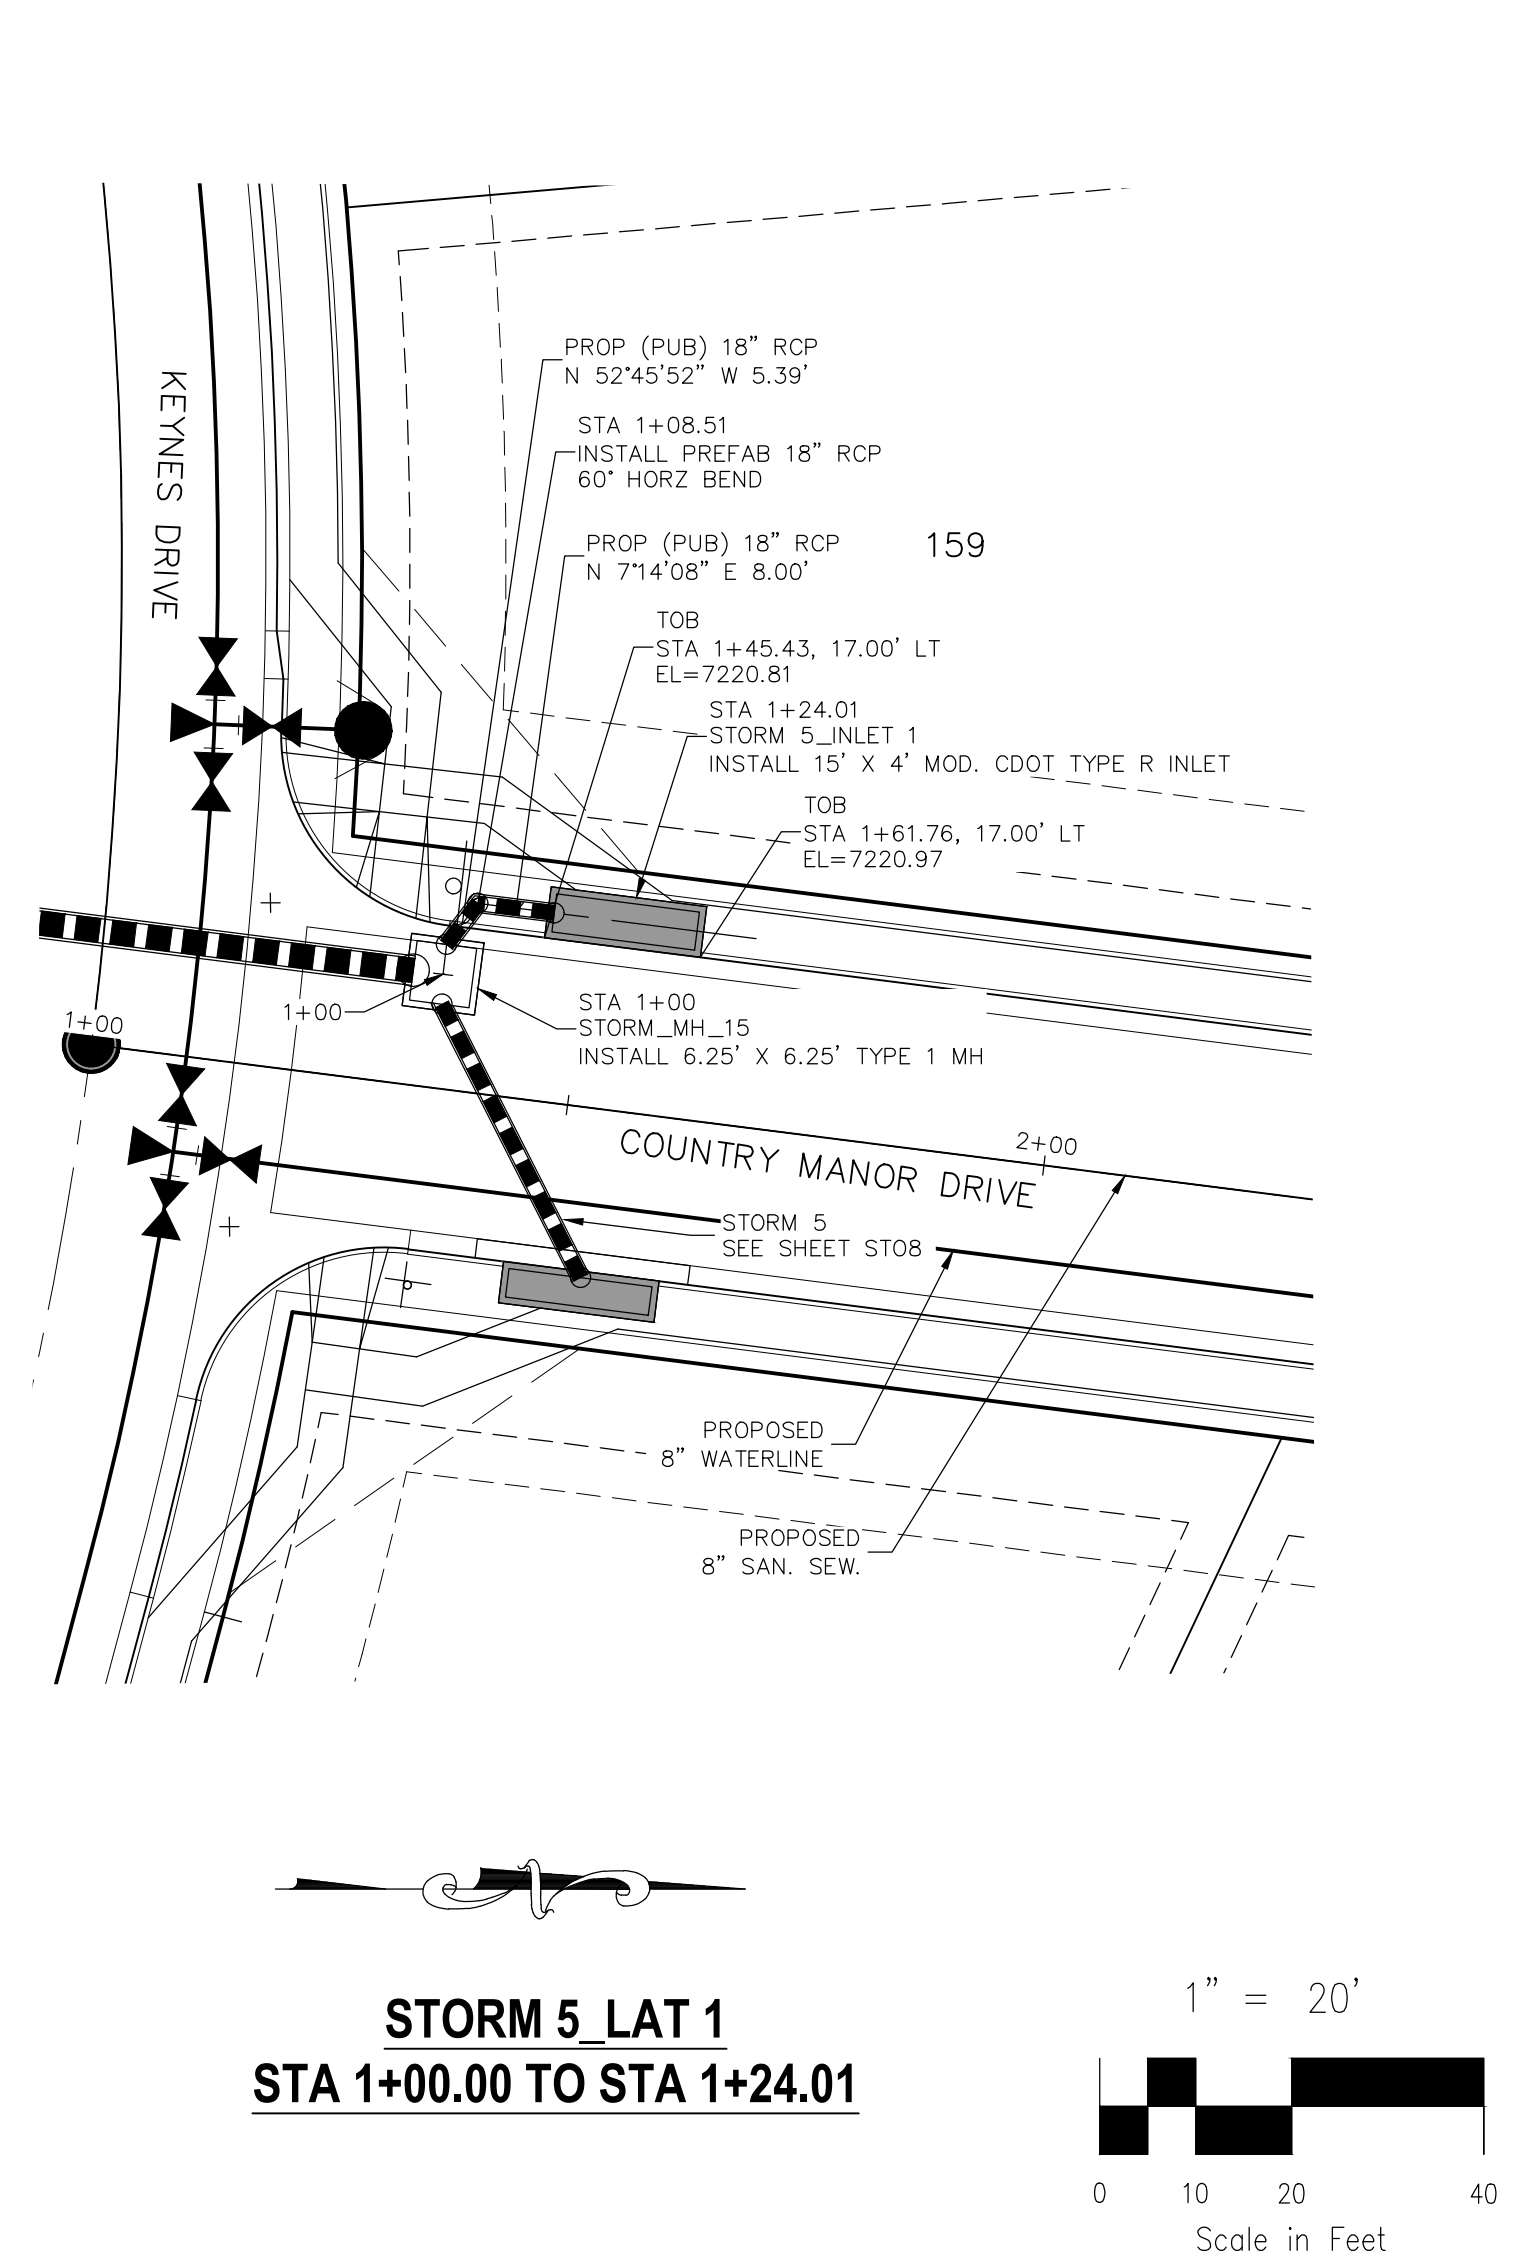 PROP (PUB) 18” RCP
N 52°45’52” W 5.39’
STA 1+08.51
INSTALL PREFAB 18” RCP
60° HORZ BEND
KEYNES DRIVE
PROP (PUB) 18” RCP
N 7°14’08” E 8.00’
159
TOB
STA 1+45.43, 17.00’ LT
EL=7220.81
STA 1+24.01
STORM 5_INLET 1
INSTALL 15’ X 4’ MOD. CDOT TYPE R INLET
TOB
STA 1+61.76, 17.00’ LT
EL=7220.97
1+00
1+00
STA 1+00
STORM_MH_15
INSTALL 6.25’ X 6.25’ TYPE 1 MH
COUNTRY MANOR DRIVE
2+00
STORM 5
SEE SHEET ST08
PROPOSED
8” WATERLINE
PROPOSED
8” SAN. SEW.
N
STORM 5_LAT 1
STA 1+00.00 TO STA 1+24.01
1” = 20’
0 10 20 40
Scale in Feet